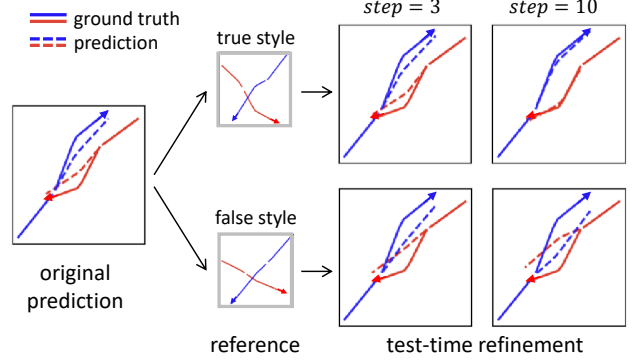 ground truth
prediction
true style
step = 3
step = 10
false style
original
prediction
reference
test-time refinement